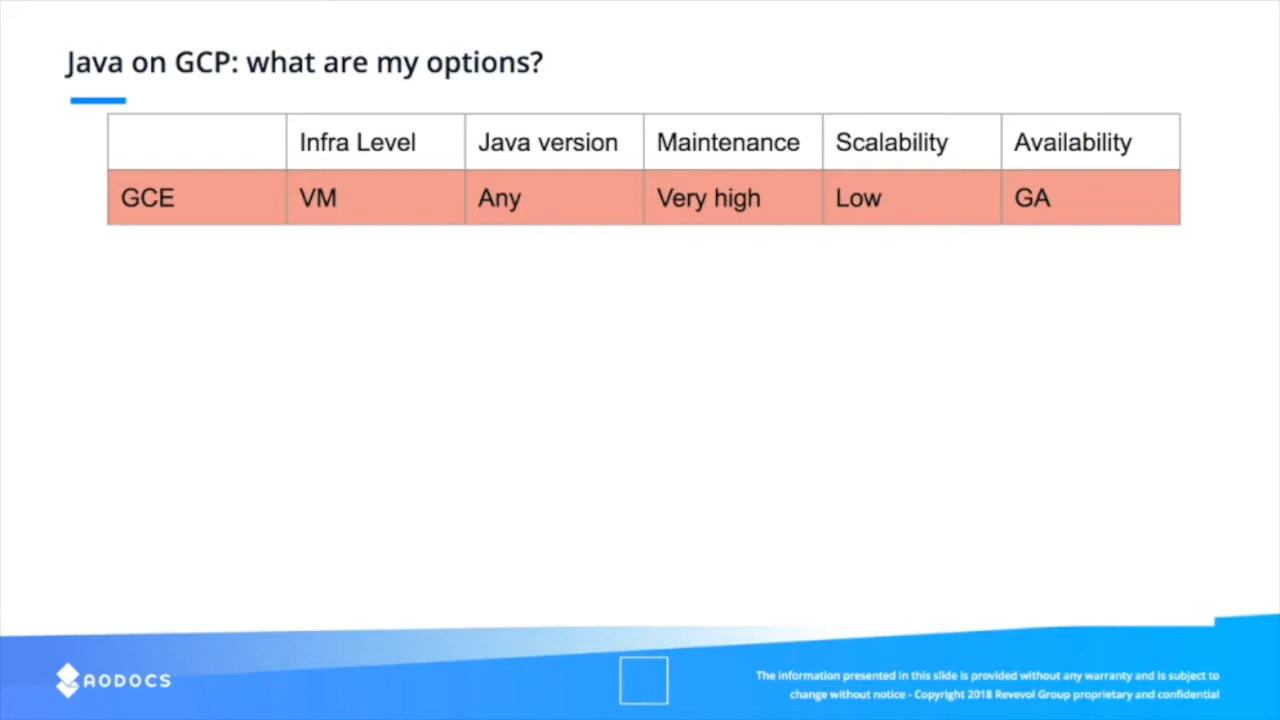 Java on GCP: what are my options?
Infra Level Java version Maintenance Scalability Availability
GCE VM Any Very high Low GA
AODOCS
The information presented in this slide is provided without any warranty and is subject to
change without notice - Copyright 2018 Revevol Group proprietary and confidential